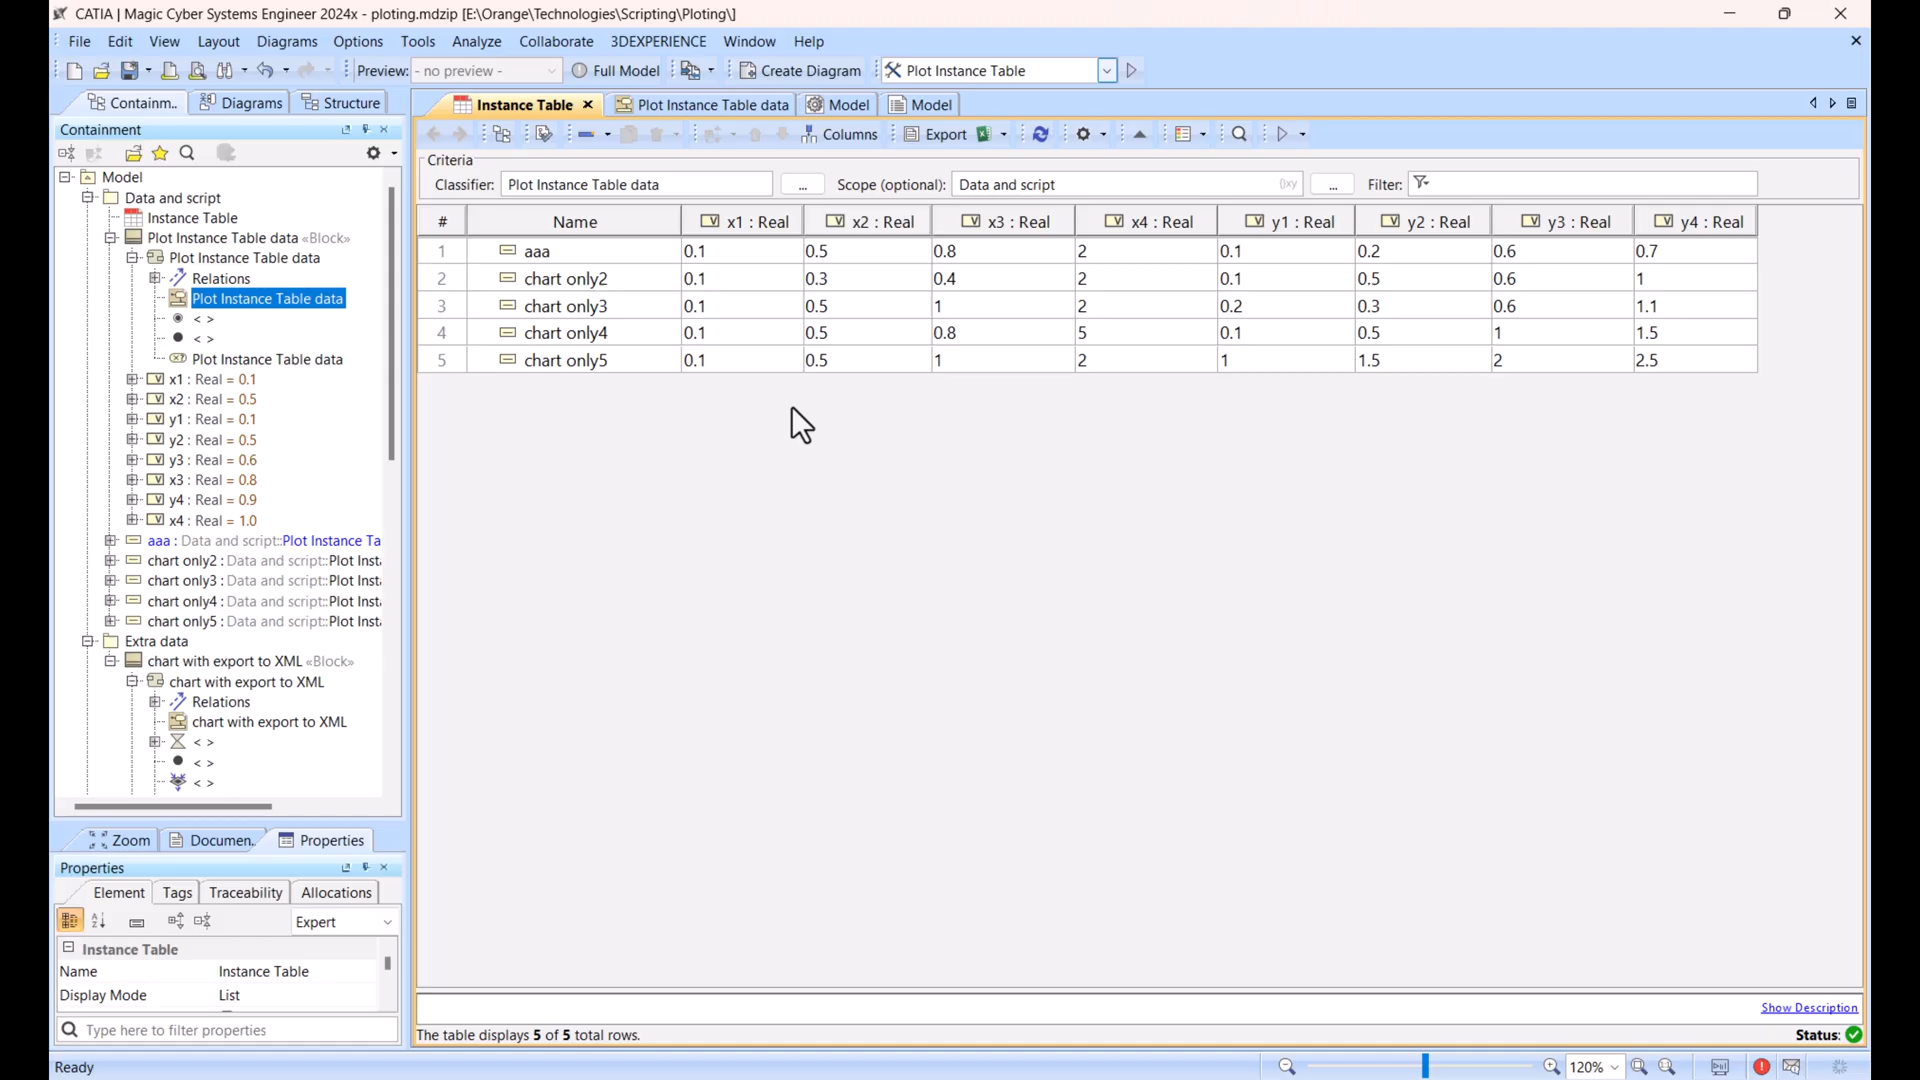 CATIA | Magic Cyber Systems Engineer 2024x - ploting.mdzip [E:\Orange\Technologies\Scripting\Ploting\]
File Edit View Layout Diagrams Options Tools Analyze Collaborate 3DEXPERIENCE Window Help
Preview: - no preview - Full Model Create Diagram Plot Instance Table
Containm.. Diagrams Structure
Instance Table Plot Instance Table data Model Model
Containment
Columns Export
Criteria
Classifier: Plot Instance Table data ... Scope (optional): Data and script ... Filter:
# Name x1 : Real x2 : Real x3 : Real x4 : Real y1 : Real y2 : Real y3 : Real y4 : Real
1 aaa 0.1 0.5 0.8 2 0.1 0.2 0.6 0.7
2 chart only2 0.1 0.3 0.4 2 0.1 0.5 0.6 1
3 chart only3 0.1 0.5 1 2 0.2 0.3 0.6 1.1
4 chart only4 0.1 0.5 0.8 5 0.1 0.5 1 1.5
5 chart only5 0.1 0.5 1 2 1 1.5 2 2.5
Model
Data and script
Instance Table
Plot Instance Table data «Block»
Plot Instance Table data
Relations
Plot Instance Table data
< >
< >
Plot Instance Table data
x1 : Real = 0.1
x2 : Real = 0.5
y1 : Real = 0.1
y2 : Real = 0.5
y3 : Real = 0.6
x3 : Real = 0.8
y4 : Real = 0.9
x4 : Real = 1.0
aaa : Data and script::Plot Instance Ta
chart only2 : Data and script::Plot Insta
chart only3 : Data and script::Plot Insta
chart only4 : Data and script::Plot Insta
chart only5 : Data and script::Plot Insta
Extra data
chart with export to XML «Block»
chart with export to XML
Relations
chart with export to XML
< >
< >
< >
Zoom Documen.. Properties
Properties
Element Tags Traceability Allocations
Expert
Instance Table
Name Instance Table
Display Mode List
Type here to filter properties
Show Description
The table displays 5 of 5 total rows.
Status:
Ready
120%